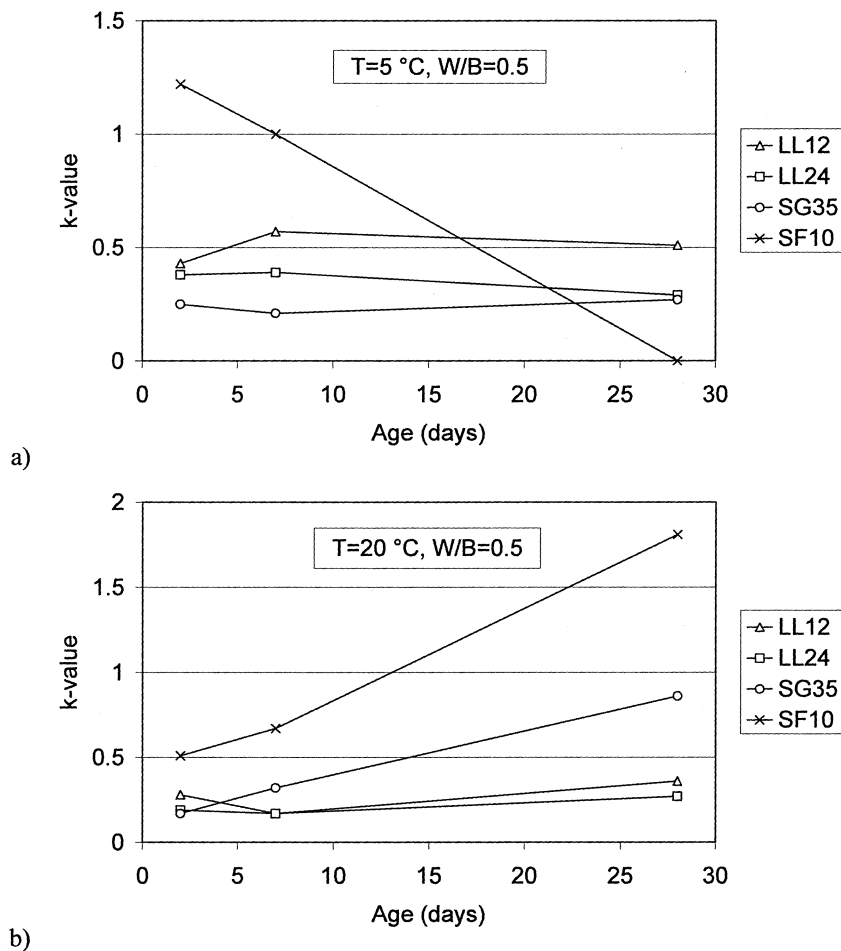 1.5
T=5 °C, W/B=0.5
1
0.5
0
k-value
0 5 10 15 20 25 30
Age (days)
LL12
LL24
SG35
SF10
a)
2
T=20 °C, W/B=0.5
1.5
1
0.5
0
k-value
0 5 10 15 20 25 30
Age (days)
LL12
LL24
SG35
SF10
b)